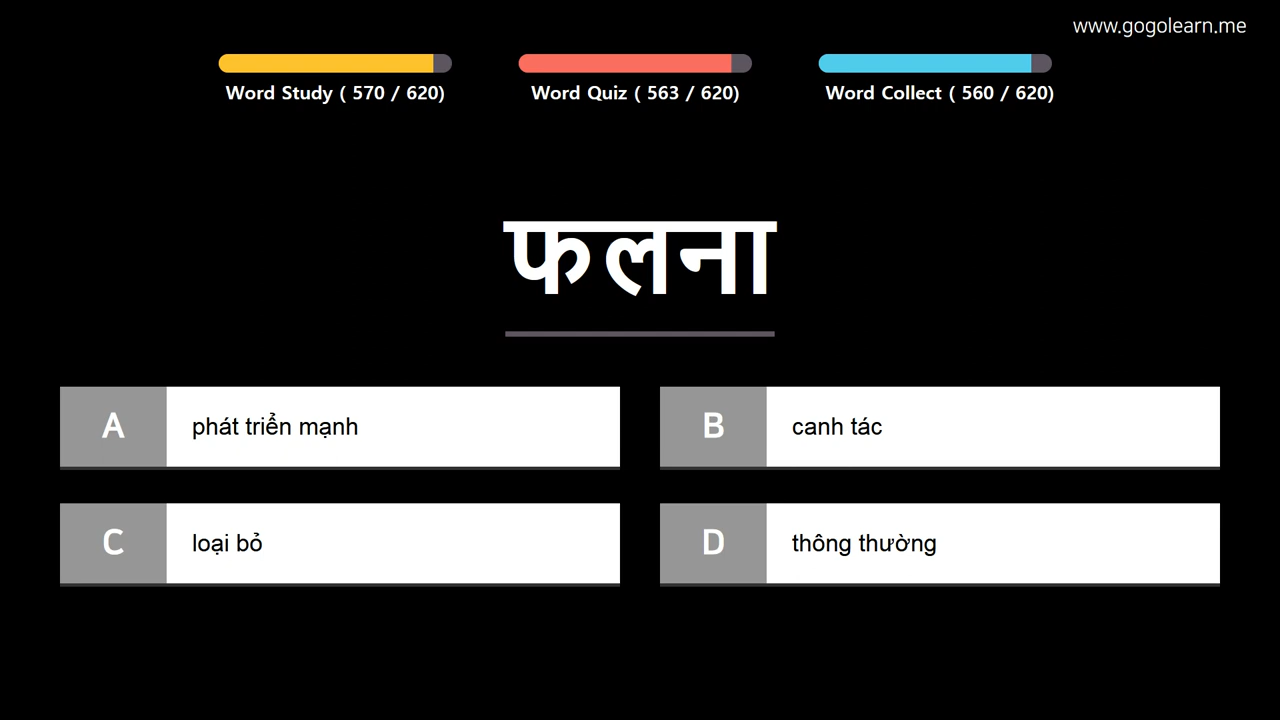 www.gogolearn.me
Word Study ( 570 / 620)
Word Quiz ( 563 / 620)
Word Collect ( 560 / 620)
फलना
A
phát triển mạnh
B
canh tác
C
loại bỏ
D
thông thường